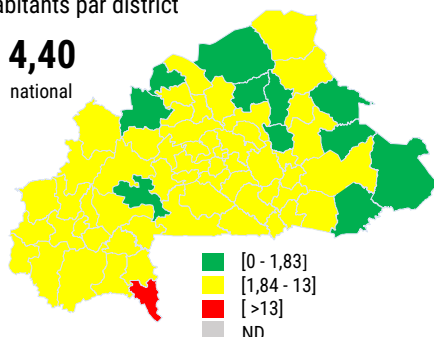 abitants par district
4,40
national
[0 - 1,83]
[1,84 - 13]
[ >13]
ND